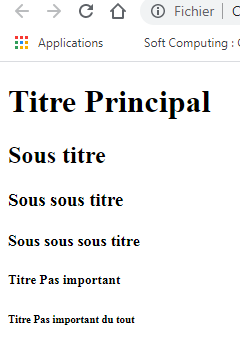 Fichier
Applications
Soft Computing :
Titre Principal
Sous titre
Sous sous titre
Sous sous sous titre
Titre Pas important
Titre Pas important du tout